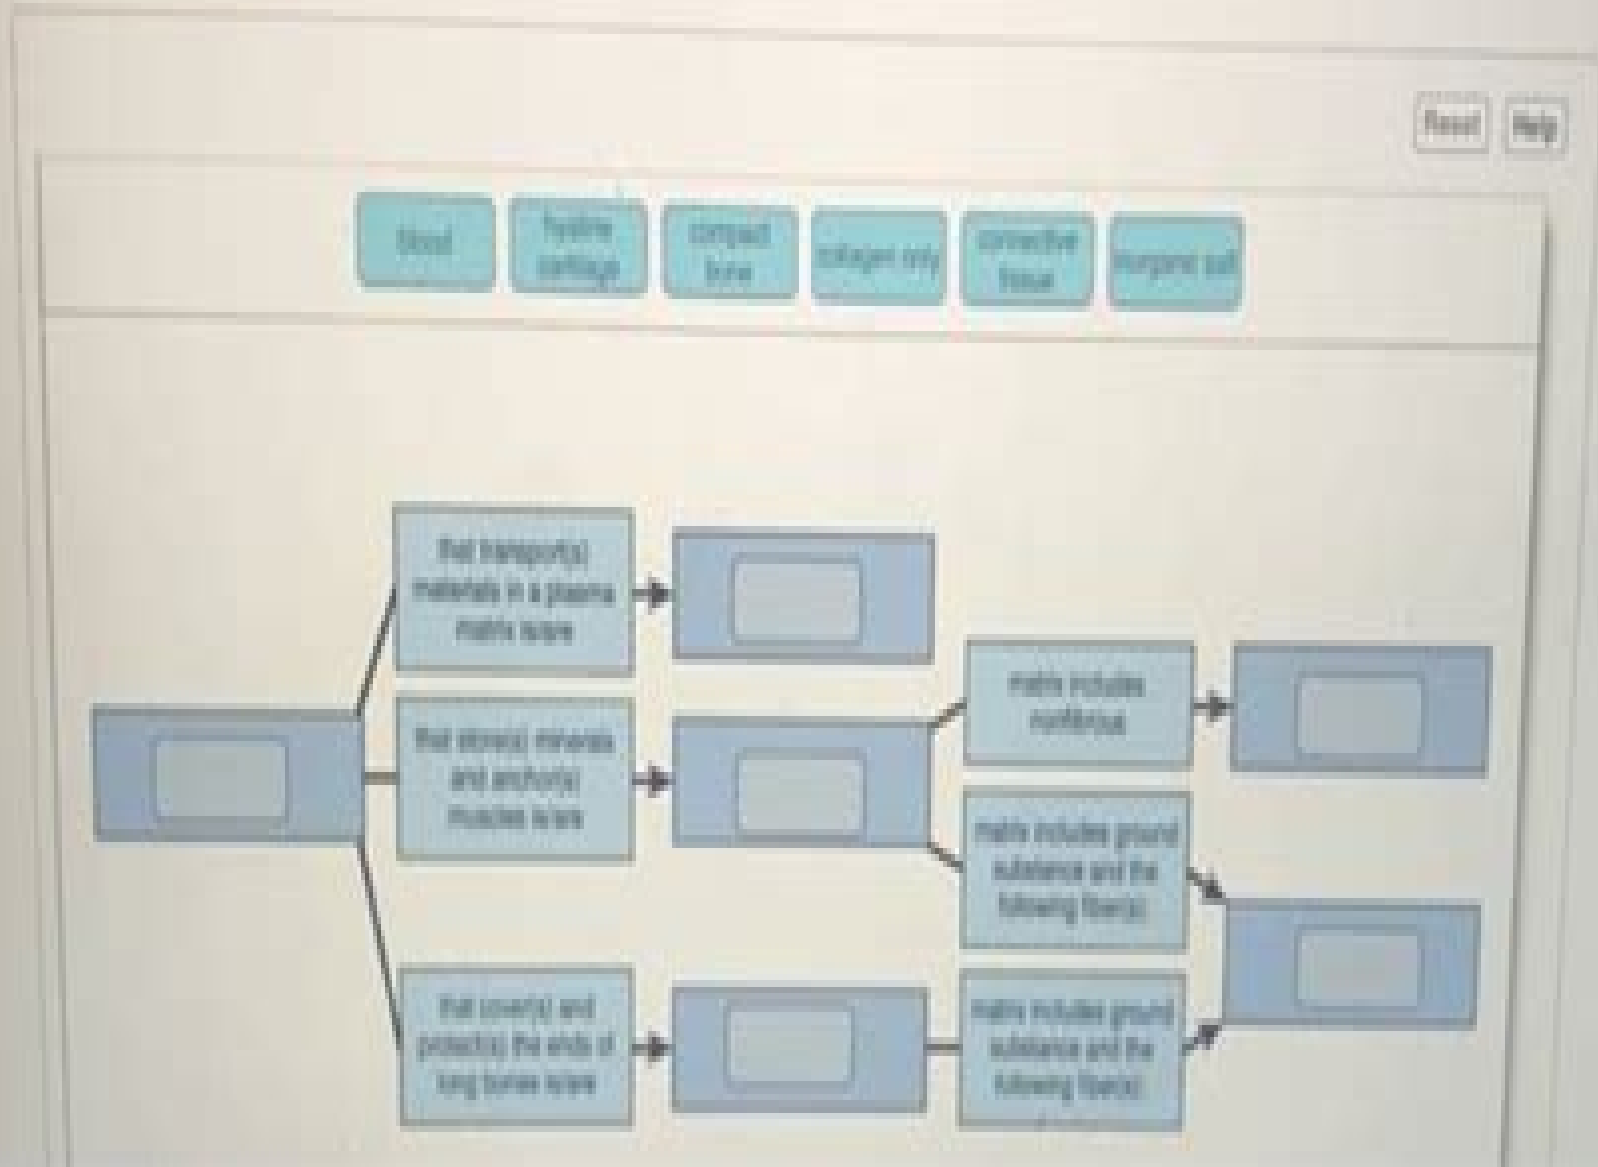 Reset Help
blood
hyaline
cartilage
compact
bone
collagen only
connective
tissue
inorganic salt
that transport(s)
materials in a plasma
matrix is/are
matrix includes
nonfibrous
that store(s) minerals
and anchor(s)
muscles is/are
matrix includes ground
substance and the
following fiber(s)
that cover(s) and
protect(s) the ends of
long bones is/are
matrix includes ground
substance and the
following fiber(s)